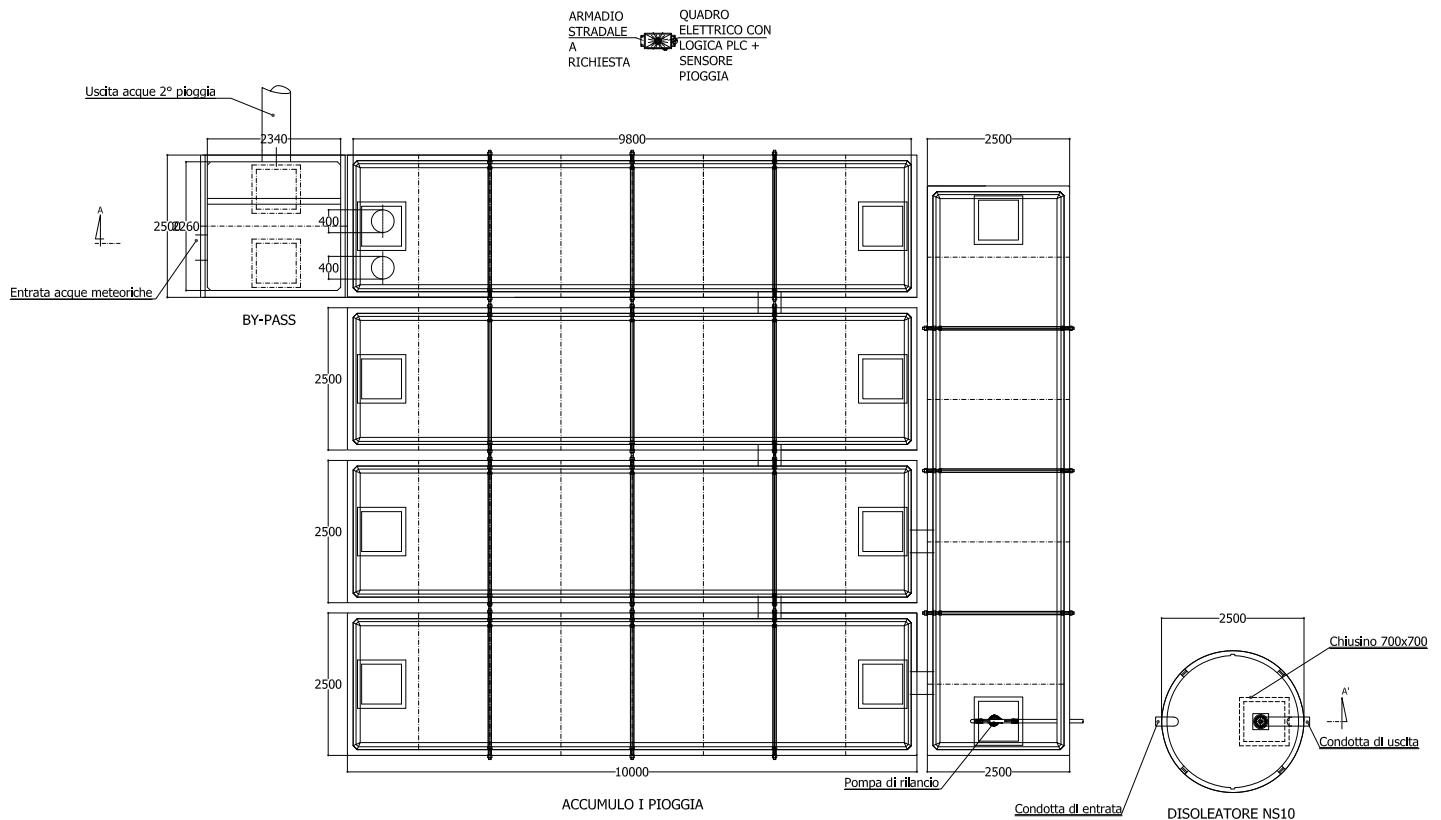 ARMADIO
STRADALE
A
RICHIESTA
QUADRO
ELETTRICO CON
LOGICA PLC +
SENSORE
PIOGGIA
Uscita acque 2° pioggia
2340
9800
2500
A
2500
2260
400
400
Entrata acque meteoriche
BY-PASS
2500
2500
2500
2500
Chiusino 700x700
A'
Condotta di uscita
10000
2500
Pompa di rilancio
ACCUMULO I PIOGGIA
Condotta di entrata
DISOLEATORE NS10